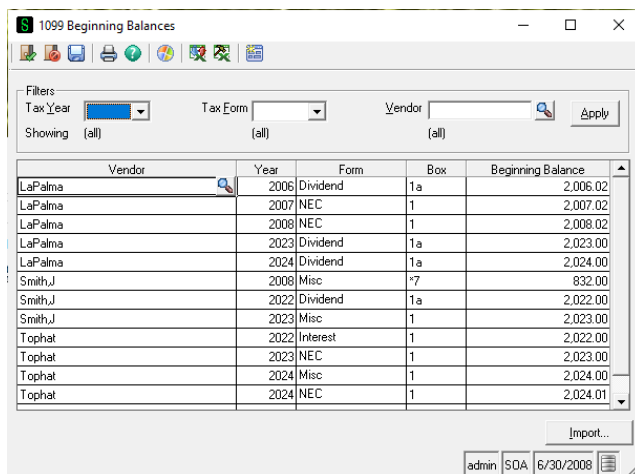 S 1099 Beginning Balances
Filters
Tax Year Tax Form Vendor Apply
Showing (all) (all) (all)
Vendor Year Form Box Beginning Balance
LaPalma 2006 Dividend 1a 2,006.02
LaPalma 2007 NEC 1 2,007.02
LaPalma 2008 NEC 1 2,008.02
LaPalma 2023 Dividend 1a 2,023.00
LaPalma 2024 Dividend 1a 2,024.00
Smith,J 2008 Misc *7 832.00
Smith,J 2022 Dividend 1a 2,022.00
Smith,J 2023 Misc 1 2,023.00
Tophat 2022 Interest 1 2,022.00
Tophat 2023 NEC 1 2,023.00
Tophat 2024 Misc 1 2,024.00
Tophat 2024 NEC 1 2,024.01
Import...
admin SOA 6/30/2008